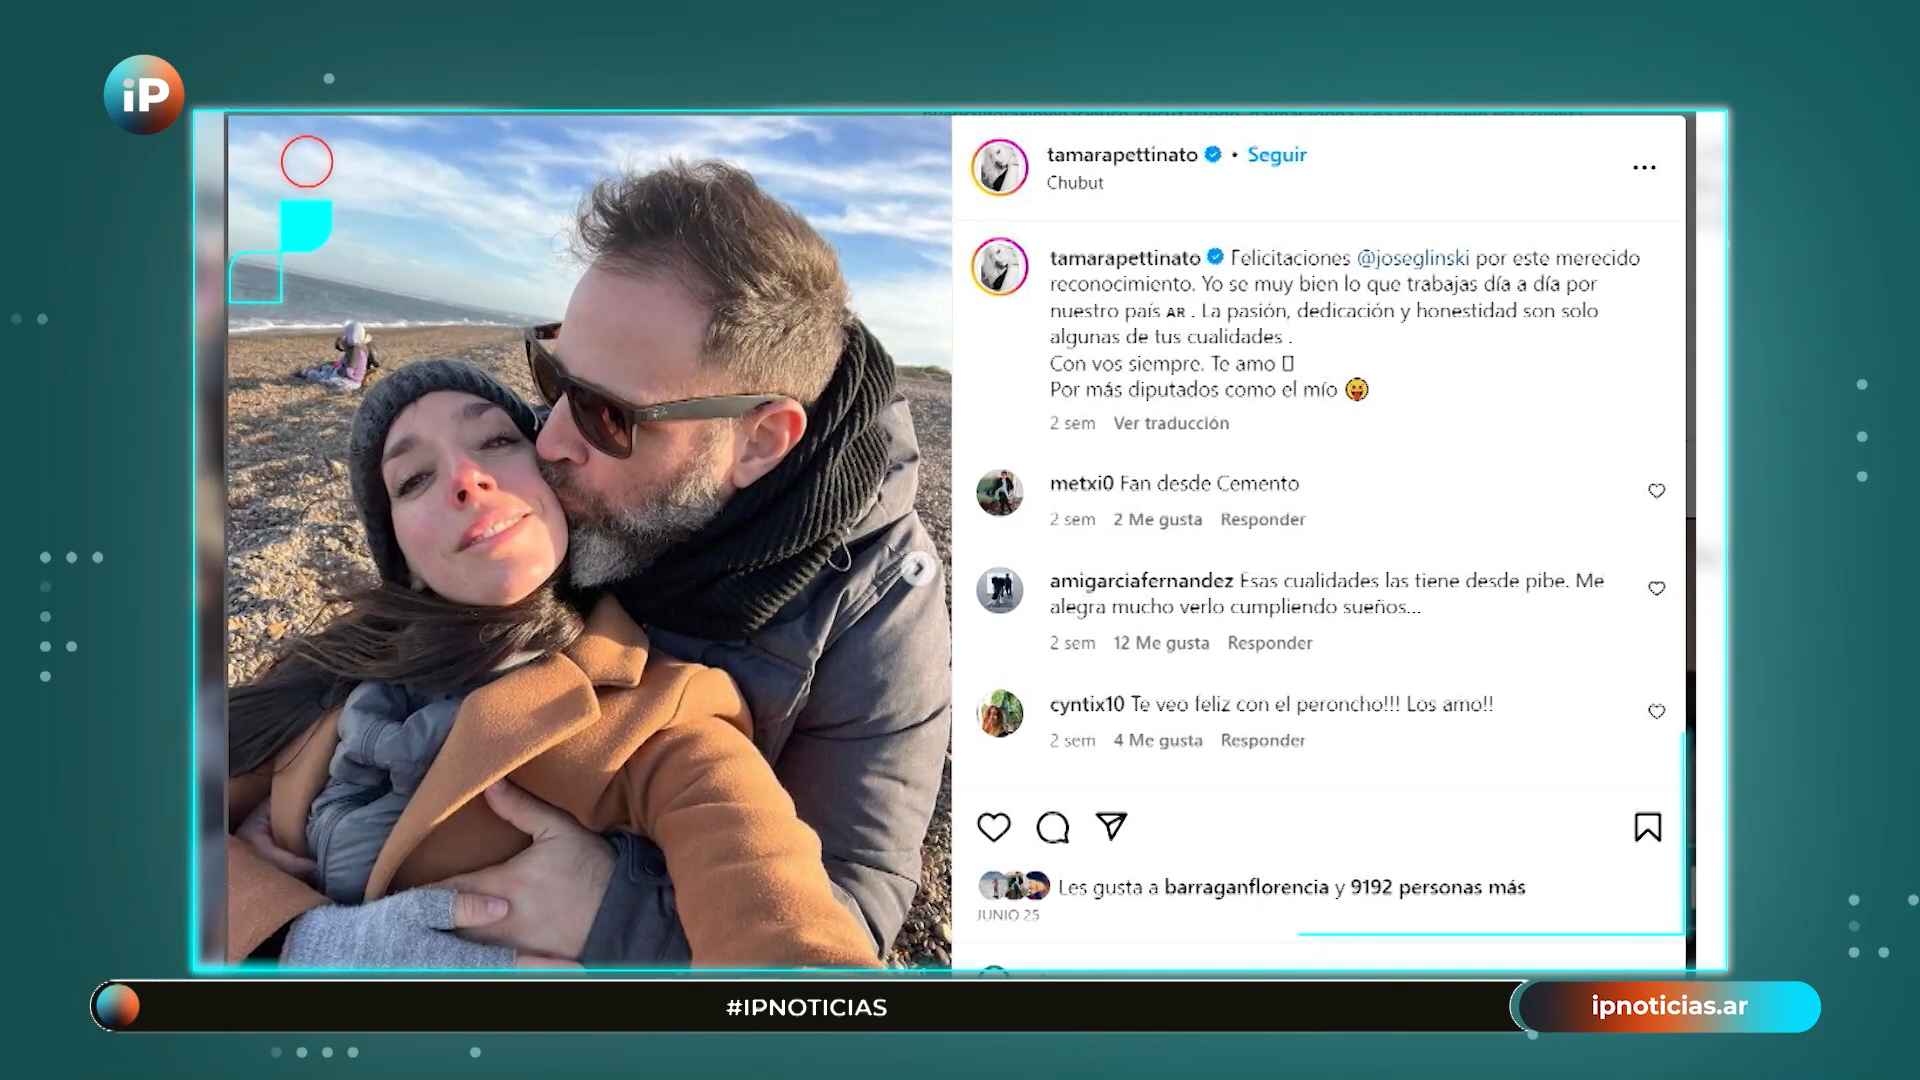 iP
tamarapettinato • Seguir
Chubut
tamarapettinato Felicitaciones @joseglinski por este merecido
reconocimiento. Yo se muy bien lo que trabajas día a día por
nuestro país AR . La pasión, dedicación y honestidad son solo
algunas de tus cualidades .
Con vos siempre. Te amo
Por más diputados como el mío 😛
2 sem Ver traducción
metxi0 Fan desde Cemento
2 sem 2 Me gusta Responder
amigarciafernandez Esas cualidades las tiene desde pibe. Me
alegra mucho verlo cumpliendo sueños...
2 sem 12 Me gusta Responder
cyntix10 Te veo feliz con el peroncho!!! Los amo!!
2 sem 4 Me gusta Responder
Les gusta a barraganflorencia y 9192 personas más
JUNIO 25
#IPNOTICIAS
ipnoticias.ar